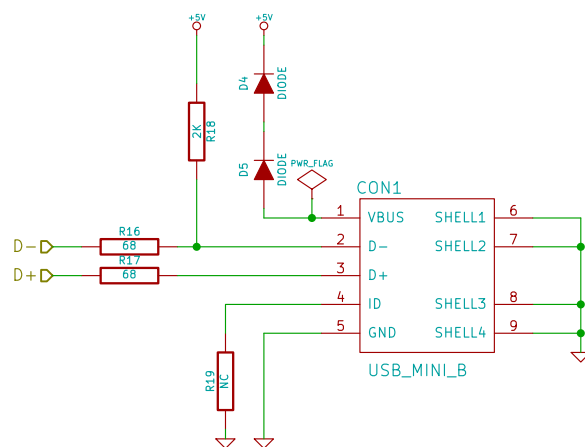 +5V
+5V
D4
DIODE
2K
R18
D5
DIODE
PWR_FLAG
CON1
1
VBUS
SHELL1
6
D-
R16
68
2
D-
SHELL2
7
D+
R17
68
3
D+
4
ID
SHELL3
8
5
GND
SHELL4
9
R19
NC
USB_MINI_B